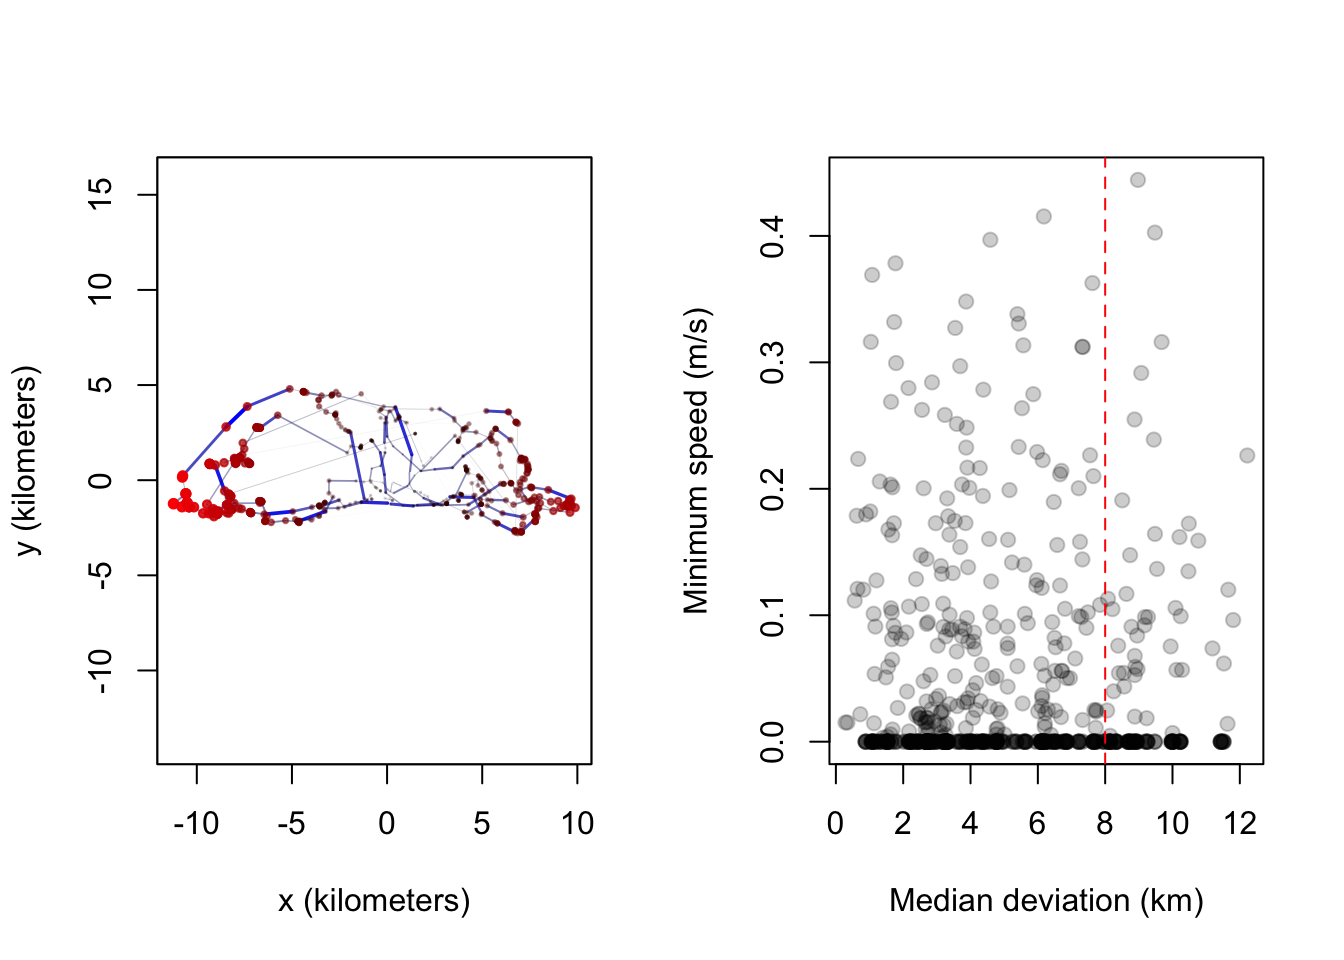 y (kilometers)
15
10
5
0
-5
-10
-10 -5 0 5 10
x (kilometers)
Minimum speed (m/s)
0.4
0.3
0.2
0.1
0.0
0 2 4 6 8 10 12
Median deviation (km)